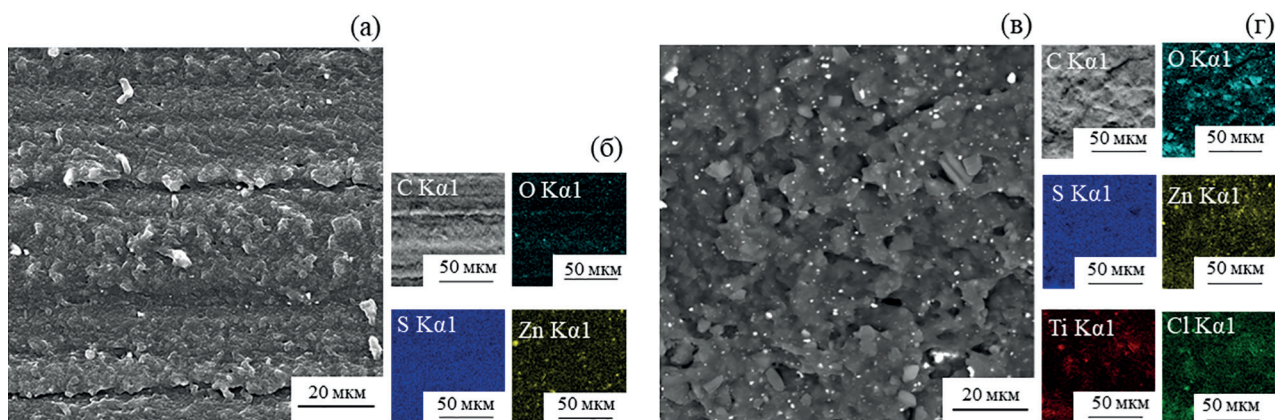 (а)
20 мкм
(б)
C Kα1
O Kα1
50 мкм
50 мкм
S Kα1
Zn Kα1
50 мкм
50 мкм
(в)
20 мкм
(г)
C Kα1
O Kα1
50 мкм
50 мкм
S Kα1
Zn Kα1
50 мкм
50 мкм
Ti Kα1
Cl Kα1
50 мкм
50 мкм